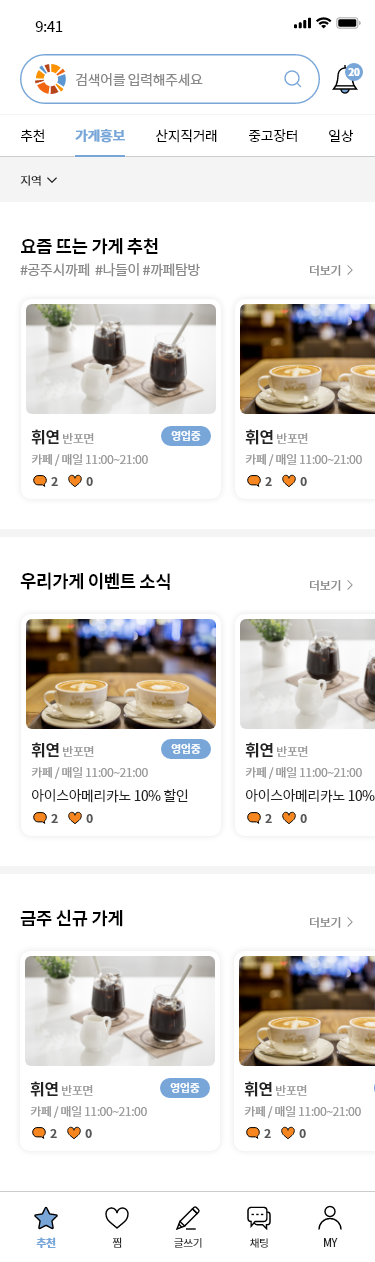 9:41
검색어를 입력해주세요
20
추천 가게홍보 산지직거래 중고장터 일상
지역
요즘 뜨는 가게 추천
#공주시까페 #나들이 #까페탐방 더보기
휘연 반포면 영업중 휘연 반포면
카페 / 매일 11:00~21:00 카페 / 매일 11:00~21:00
2 0 2 0
우리가게 이벤트 소식 더보기
휘연 반포면 영업중 휘연 반포면
카페 / 매일 11:00~21:00 카페 / 매일 11:00~21:00
아이스아메리카노 10% 할인 아이스아메리카노 10%
2 0 2 0
금주 신규 가게 더보기
휘연 반포면 영업중 휘연 반포면
카페 / 매일 11:00~21:00 카페 / 매일 11:00~21:00
2 0 2 0
추천 찜 글쓰기 채팅 MY